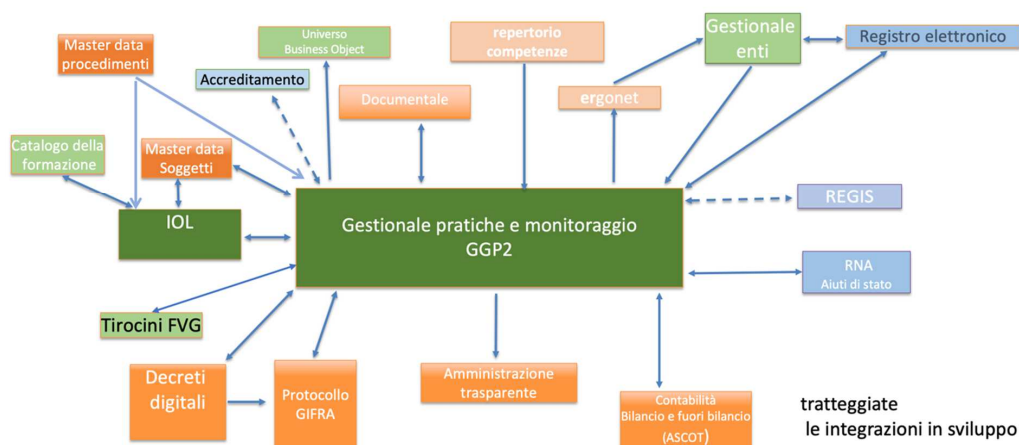 Universo
Business Object
Master data
procedimenti
repertorio
competenze
Gestionale
enti
Registro elettronico
Accreditamento
Documentale
ergonet
Catalogo della
formazione
Master data
Soggetti
IOL
Gestionale pratiche e monitoraggio
GGP2
REGIS
RNA
Aiuti di stato
Tirocini FVG
Decreti
digitali
Protocollo
GIFRA
Amministrazione
trasparente
Contabilità
Bilancio e fuori bilancio
(ASCOT)
tratteggiate
le integrazioni in sviluppo